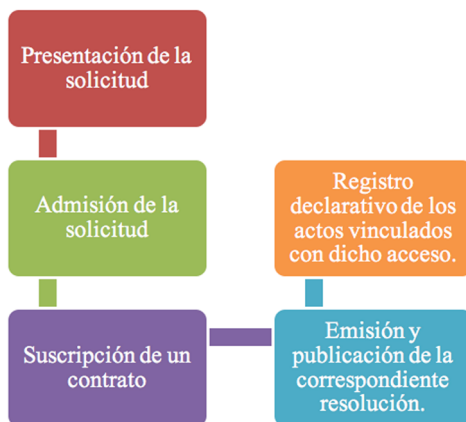 Presentación de la
solicitud
Admisión de la
solicitud
Suscripción de un
contrato
Emisión y
publicación de la
correspondiente
resolución.
Registro
declarativo de los
actos vinculados
con dicho acceso.